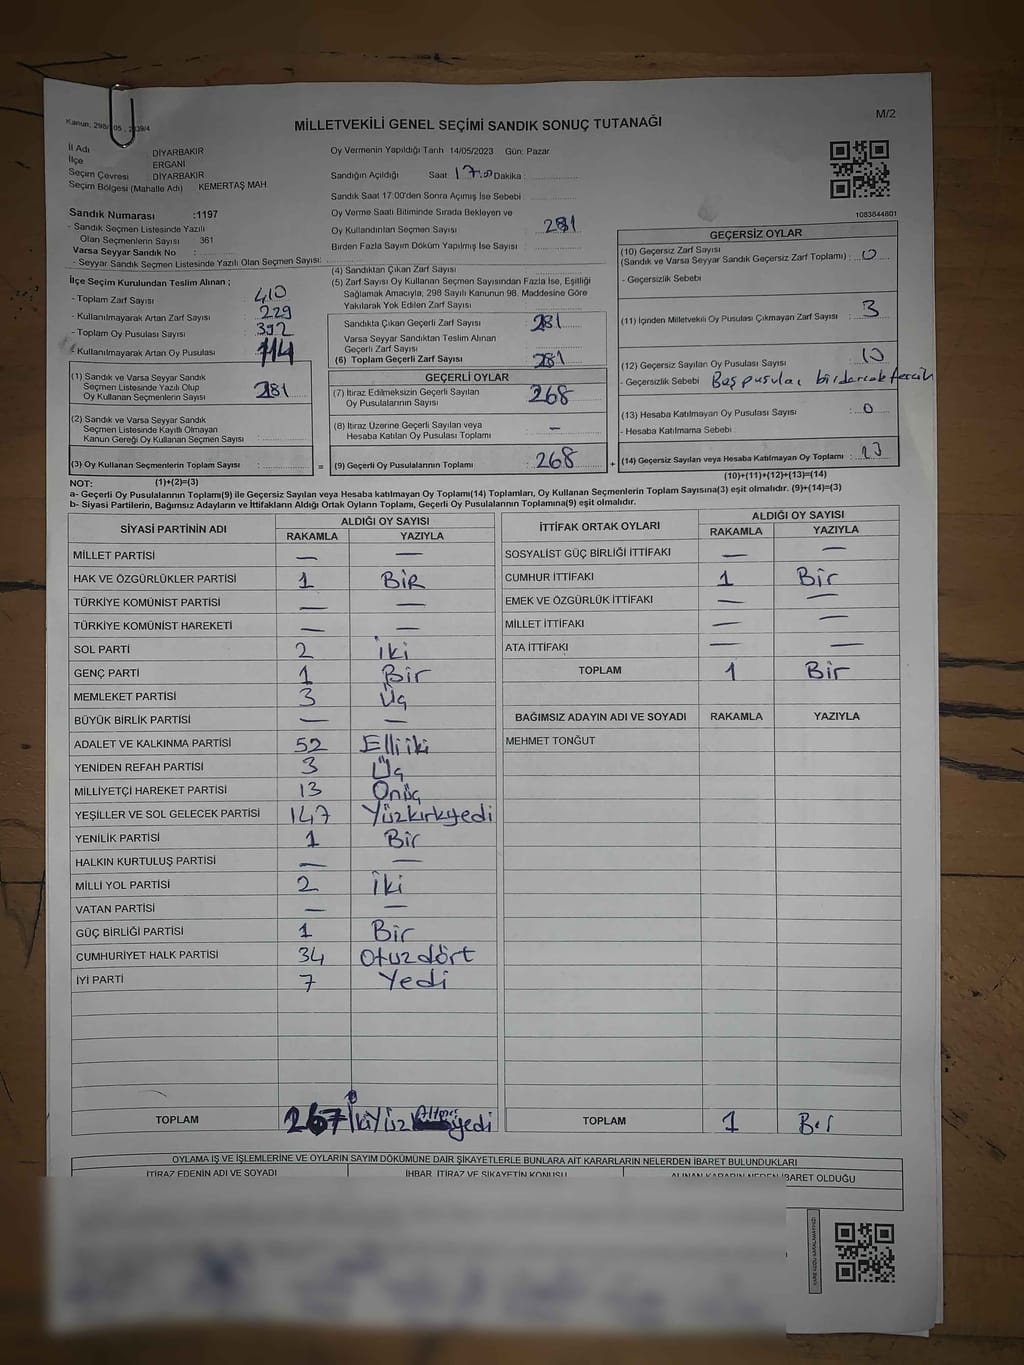 Kanun, 298/
M/2
MİLLETVEKİLİ GENEL SEÇİMİ SANDIK SONUÇ TUTANAĞI
İl Adı DİYARBAKIR
İlçe ERGANİ
Seçim Çevresi DİYARBAKIR
Seçim Bölgesi (Mahalle Adı) KEMERTAŞ MAH
Oy Vermenin Yapıldığı Tarih 14/05/2023 Gün: Pazar
Sandığın Açıldığı Saat 17.00 Dakika :
Sandık Saat 17:00'den Sonra Açımış İse Sebebi :
Sandık Numarası :1197
- Sandık Seçmen Listesinde Yazılı
Olan Seçmenlerin Sayısı 361
Varsa Seyyar Sandık No :
- Seyyar Sandık Seçmen Listesinde Yazılı Olan Seçmen Sayısı:
Oy Verme Saati Bitiminde Sırada Bekleyen ve
Oy Kullandırılan Seçmen Sayısı : 281
Birden Fazla Sayım Döküm Yapılmış İse Sayısı :
1083844801
İlçe Seçim Kurulundan Teslim Alınan ;
- Toplam Zarf Sayısı : 410
- Kullanılmayarak Artan Zarf Sayısı : 229
- Toplam Oy Pusulası Sayısı : 392
- Kullanılmayarak Artan Oy Pusulası 114
(1) Sandık ve Varsa Seyyar Sandık
Seçmen Listesinde Yazılı Olup
Oy Kullanan Seçmenlerin Sayısı : 281
(2) Sandık ve Varsa Seyyar Sandık
Seçmen Listesinde Kayıtlı Olmayan
Kanun Gereği Oy Kullanan Seçmen Sayısı :
(3) Oy Kullanan Seçmenlerin Toplam Sayısı :
(4) Sandıktan Çıkan Zarf Sayısı :
(5) Zarf Sayısı Oy Kullanan Seçmen Sayısından Fazla İse, Eşitliği
Sağlamak Amacıyla, 298 Sayılı Kanunun 98. Maddesine Göre
Yakılarak Yok Edilen Zarf Sayısı :
Sandıkta Çıkan Geçerli Zarf Sayısı : 281
Varsa Seyyar Sandıktan Teslim Alınan
Geçerli Zarf Sayısı :
(6) Toplam Geçerli Zarf Sayısı : 281
GEÇERLİ OYLAR
(7) İtiraz Edilmeksizin Geçerli Sayılan
Oy Pusulalarının Sayısı : 268
(8) İtiraz Üzerine Geçerli Sayılan veya
Hesaba Katılan Oy Pusulası Toplamı : —
= (9) Geçerli Oy Pusulalarının Toplamı : 268
GEÇERSİZ OYLAR
(10) Geçersiz Zarf Sayısı
(Sandık ve Varsa Seyyar Sandık Geçersiz Zarf Toplamı) : 0
- Geçersizlik Sebebi
(11) İçinden Milletvekili Oy Pusulası Çıkmayan Zarf Sayısı : 3
(12) Geçersiz Sayılan Oy Pusulası Sayısı : 10
- Geçersizlik Sebebi Boş pusula,
(13) Hesaba Katılmayan Oy Pusulası Sayısı : 0
- Hesaba Katılmama Sebebi :
+ (14) Geçersiz Sayılan veya Hesaba Katılmayan Oy Toplamı : 13
NOT: (1)+(2)=(3) (10)+(11)+(12)+(13)=(14)
a- Geçerli Oy Pusulalarının Toplamı(9) ile Geçersiz Sayılan veya Hesaba katılmayan Oy Toplamı(14) Toplamları, Oy Kullanan Seçmenlerin Toplam Sayısına(3) eşit olmalıdır. (9)+(14)=(3)
b- Siyasi Partilerin, Bağımsız Adayların ve İttifakların Aldığı Ortak Oyların Toplamı, Geçerli Oy Pusulalarının Toplamına(9) eşit olmalıdır.
SİYASİ PARTİNİN ADI ALDIĞI OY SAYISI
RAKAMLA YAZIYLA
MİLLET PARTİSİ — —
HAK VE ÖZGÜRLÜKLER PARTİSİ 1 BİR
TÜRKİYE KOMÜNİST PARTİSİ — —
TÜRKİYE KOMÜNİST HAREKETİ — —
SOL PARTİ 2 iki
GENÇ PARTİ 1 Bir
MEMLEKET PARTİSİ 3 Üç
BÜYÜK BİRLİK PARTİSİ — —
ADALET VE KALKINMA PARTİSİ 52 Elliiki
YENİDEN REFAH PARTİSİ 3 Üç
MİLLİYETÇİ HAREKET PARTİSİ 13 Onüç
YEŞİLLER VE SOL GELECEK PARTİSİ 147 Yüzkırkyedi
YENİLİK PARTİSİ 1 Bir
HALKIN KURTULUŞ PARTİSİ — —
MİLLİ YOL PARTİSİ 2 iki
VATAN PARTİSİ — —
GÜÇ BİRLİĞİ PARTİSİ 1 Bir
CUMHURİYET HALK PARTİSİ 34 Otuzdört
İYİ PARTİ 7 Yedi
TOPLAM 267 ikiYüz Altmış yedi
İTTİFAK ORTAK OYLARI ALDIĞI OY SAYISI
RAKAMLA YAZIYLA
SOSYALİST GÜÇ BİRLİĞİ İTTİFAKI — —
CUMHUR İTTİFAKI 1 Bir
EMEK VE ÖZGÜRLÜK İTTİFAKI — —
MİLLET İTTİFAKI — —
ATA İTTİFAKI — —
TOPLAM 1 Bir
BAĞIMSIZ ADAYIN ADI VE SOYADI RAKAMLA YAZIYLA
MEHMET TONĞUT
TOPLAM 1 Bir
OYLAMA İŞ VE İŞLEMLERİNE VE OYLARIN SAYIM DÖKÜMÜNE DAİR ŞİKAYETLERLE BUNLARA AİT KARARLARIN NELERDEN İBARET BULUNDUKLARI
İTİRAZ EDENİN ADI VE SOYADI İHBAR, İTİRAZ VE ŞİKAYETİN KONUSU ALINAN KARARIN NEDEN İBARET OLDUĞU